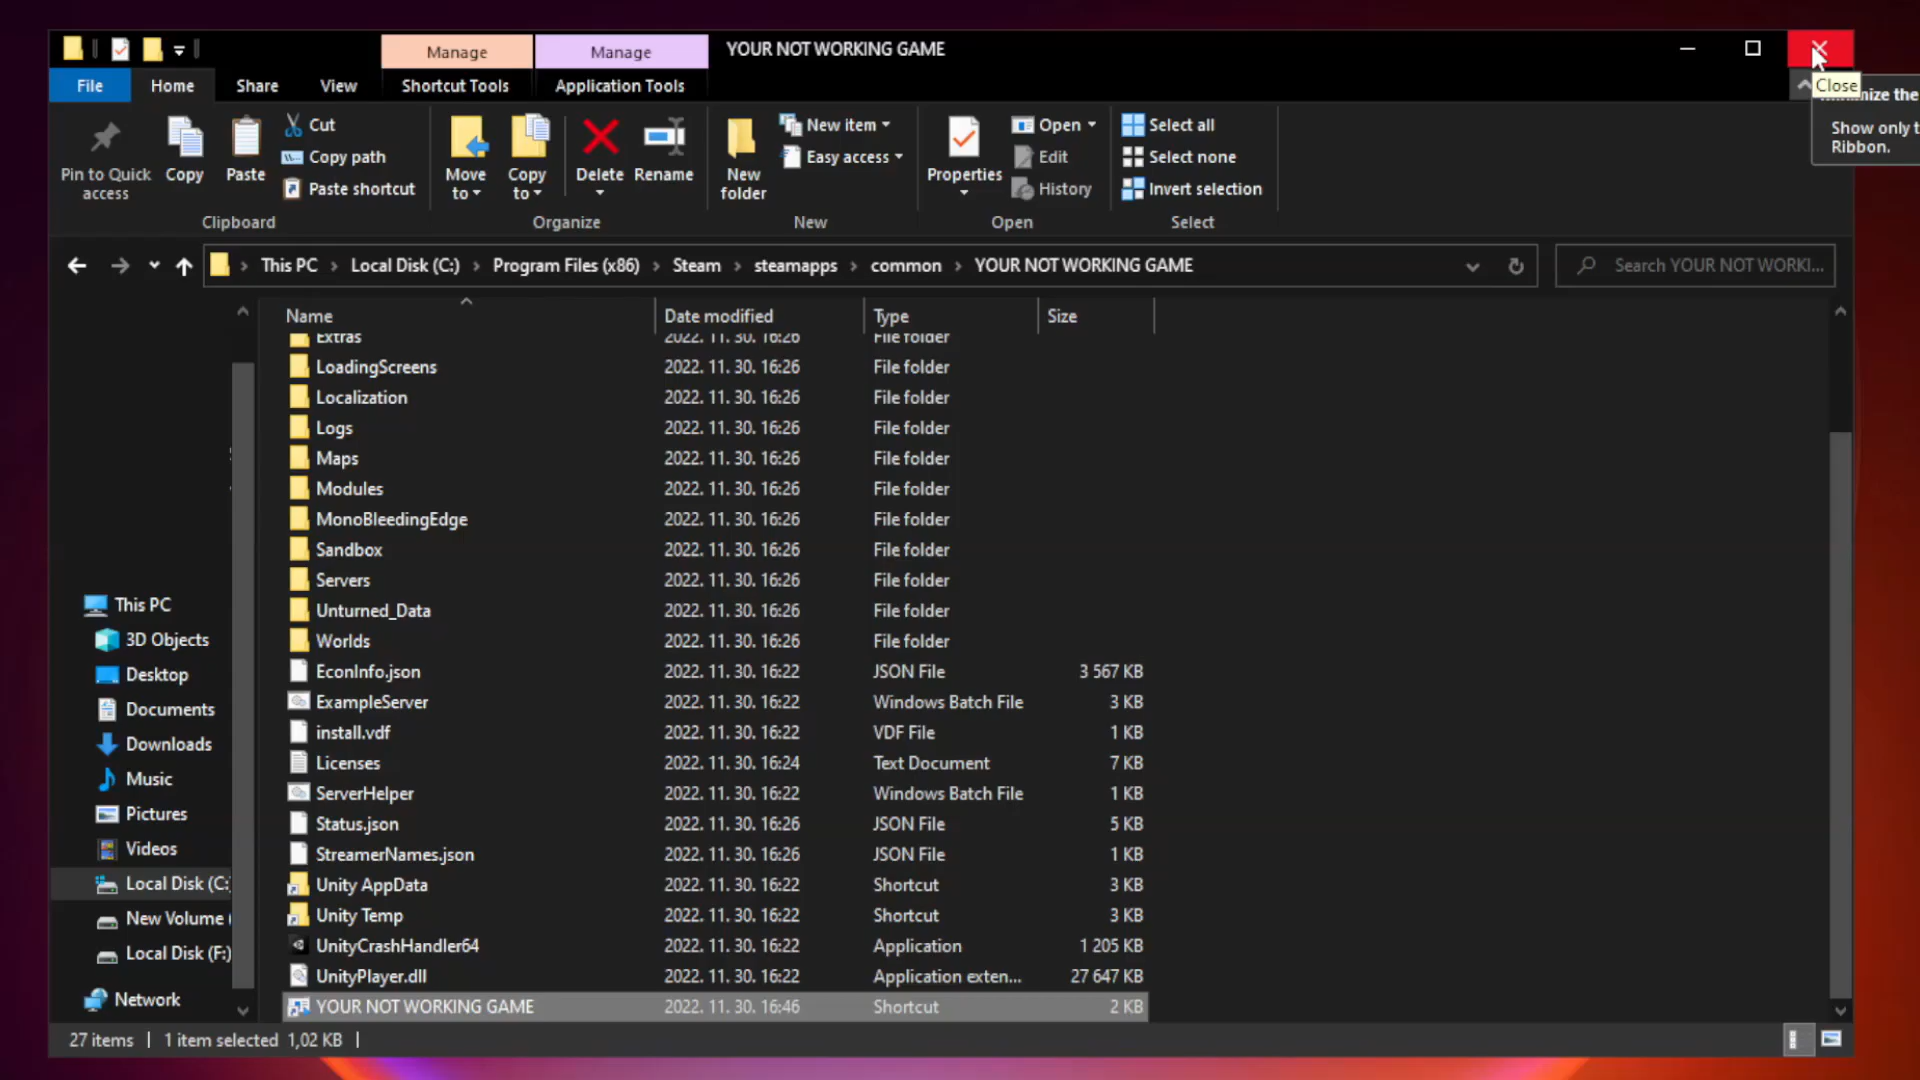 Manage
Manage
YOUR NOT WORKING GAME
File
Home
Share
View
Shortcut Tools
Application Tools
Close
the
Show only t
Ribbon.
Pin to Quick
access
Copy
Paste
Cut
Copy path
Paste shortcut
Clipboard
Move
to
Copy
to
Delete
Rename
Organize
New
folder
New item
Easy access
New
Properties
Open
Edit
History
Open
Select all
Select none
Invert selection
Select
This PC > Local Disk (C:) > Program Files (x86) > Steam > steamapps > common > YOUR NOT WORKING GAME
Search YOUR NOT WORKI...
Name Date modified Type Size
Extras 2022. 11. 30. 16:26 File folder
LoadingScreens 2022. 11. 30. 16:26 File folder
Localization 2022. 11. 30. 16:26 File folder
Logs 2022. 11. 30. 16:26 File folder
Maps 2022. 11. 30. 16:26 File folder
Modules 2022. 11. 30. 16:26 File folder
MonoBleedingEdge 2022. 11. 30. 16:26 File folder
Sandbox 2022. 11. 30. 16:26 File folder
Servers 2022. 11. 30. 16:26 File folder
Unturned_Data 2022. 11. 30. 16:26 File folder
Worlds 2022. 11. 30. 16:26 File folder
EconInfo.json 2022. 11. 30. 16:22 JSON File 3 567 KB
ExampleServer 2022. 11. 30. 16:22 Windows Batch File 3 KB
install.vdf 2022. 11. 30. 16:22 VDF File 1 KB
Licenses 2022. 11. 30. 16:24 Text Document 7 KB
ServerHelper 2022. 11. 30. 16:22 Windows Batch File 1 KB
Status.json 2022. 11. 30. 16:26 JSON File 5 KB
StreamerNames.json 2022. 11. 30. 16:26 JSON File 1 KB
Unity AppData 2022. 11. 30. 16:22 Shortcut 3 KB
Unity Temp 2022. 11. 30. 16:22 Shortcut 3 KB
UnityCrashHandler64 2022. 11. 30. 16:22 Application 1 205 KB
UnityPlayer.dll 2022. 11. 30. 16:22 Application exten... 27 647 KB
YOUR NOT WORKING GAME 2022. 11. 30. 16:46 Shortcut 2 KB
This PC
3D Objects
Desktop
Documents
Downloads
Music
Pictures
Videos
Local Disk (C:
New Volume (
Local Disk (F:)
Network
27 items | 1 item selected 1,02 KB |